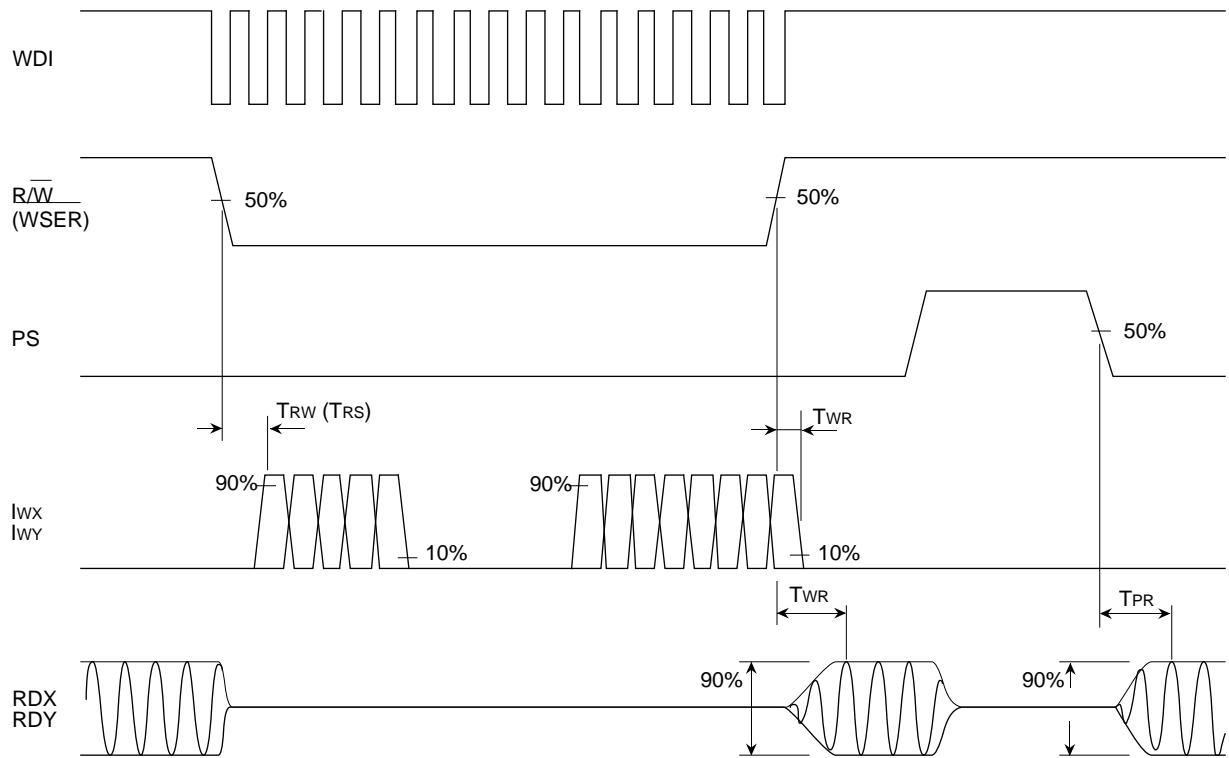 WDI
R/W
50%
50%
(WSER)
PS
50%
TRW (TRS)
TWR
90%
90%
IWX
IWY
10%
10%
TWR
TPR
90%
90%
RDX
RDY